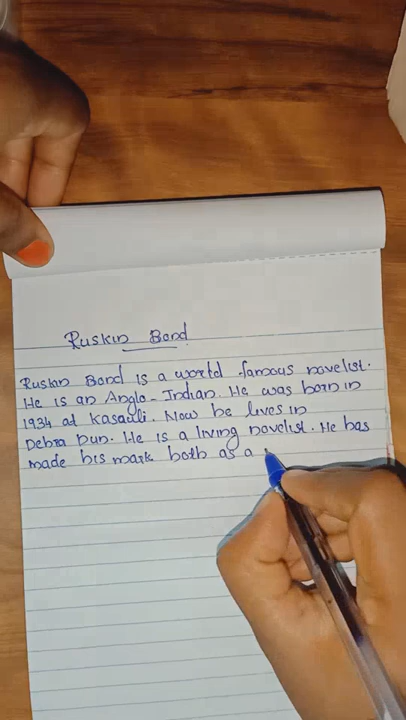 Ruskin Bond
Ruskin Bond is a world famous novelist.
He is an Anglo-Indian. He was born in
1934 at Kasauli. Now he lives in
Dehra Dun. He is a living novelist. He has
made his mark both as a